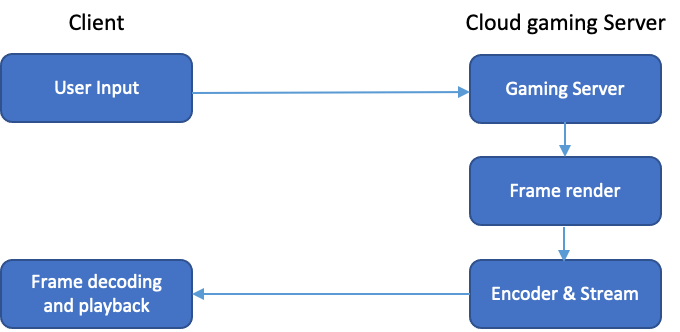 Client
Cloud gaming Server
User Input
Gaming Server
Frame render
Frame decoding
and playback
Encoder & Stream